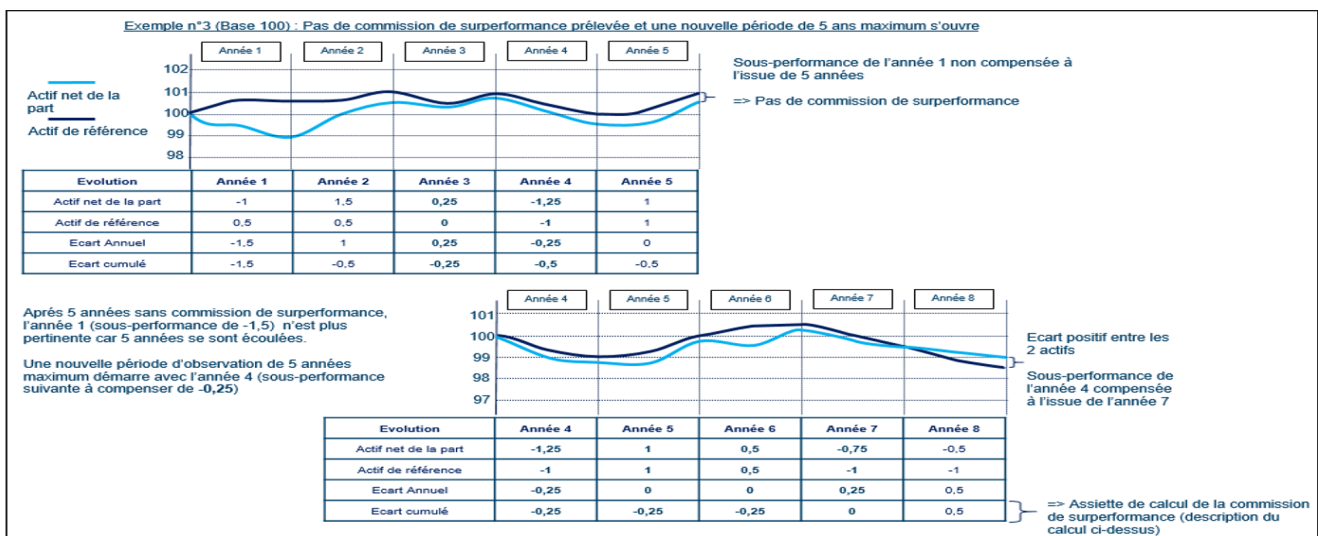 Exemple n°3 (Base 100) : Pas de commission de surperformance prélevée et une nouvelle période de 5 ans maximum s'ouvre
Année 1 Année 2 Année 3 Année 4 Année 5
102
101
100
99
98
Actif net de la
part
Actif de référence
Sous-performance de l'année 1 non compensée à
l'issue de 5 années
=> Pas de commission de surperformance
Evolution Année 1 Année 2 Année 3 Année 4 Année 5
Actif net de la part -1 1,5 0,25 -1,25 1
Actif de référence 0,5 0,5 0 -1 1
Ecart Annuel -1,5 1 0,25 -0,25 0
Ecart cumulé -1,5 -0,5 -0,25 -0,5 -0,5
Aprés 5 années sans commission de surperformance,
l'année 1 (sous-performance de -1,5) n'est plus
pertinente car 5 années se sont écoulées.
Une nouvelle période d'observation de 5 années
maximum démarre avec l'année 4 (sous-performance
suivante à compenser de -0,25)
Année 4 Année 5 Année 6 Année 7 Année 8
101
100
99
98
97
Ecart positif entre les
2 actifs
Sous-performance de
l'année 4 compensée
à l'issue de l'année 7
Evolution Année 4 Année 5 Année 6 Année 7 Année 8
Actif net de la part -1,25 1 0,5 -0,75 -0,5
Actif de référence -1 1 0,5 -1 -1
Ecart Annuel -0,25 0 0 0,25 0,5
Ecart cumulé -0,25 -0,25 -0,25 0 0,5
=> Assiette de calcul de la commission
de surperformance (description du
calcul ci-dessus)